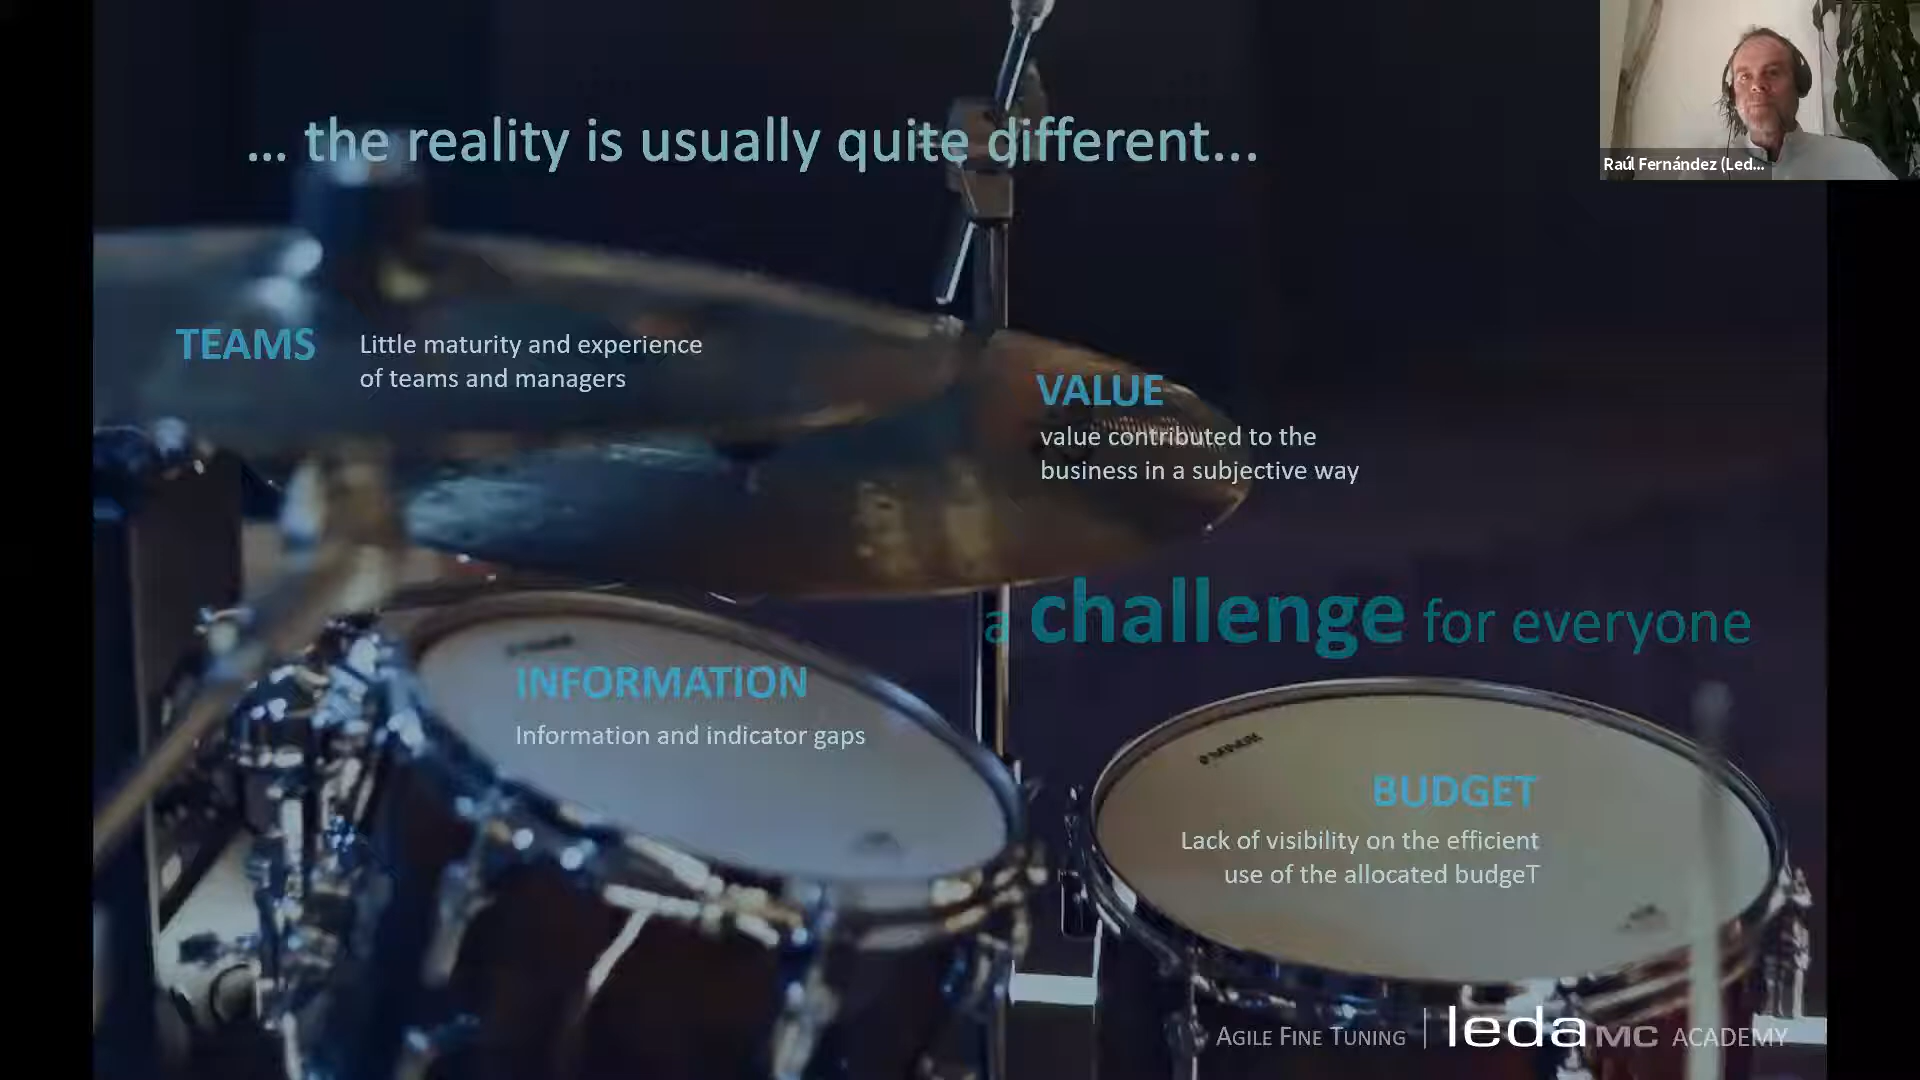 ... the reality is usually quite different...
Raúl Fernández (Led...
TEAMS
Little maturity and experience
of teams and managers
VALUE
value contributed to the
business in a subjective way
a challenge for everyone
INFORMATION
Information and indicator gaps
BUDGET
Lack of visibility on the efficient
use of the allocated budgeT
AGILE FINE TUNING | leda MC ACADEMY